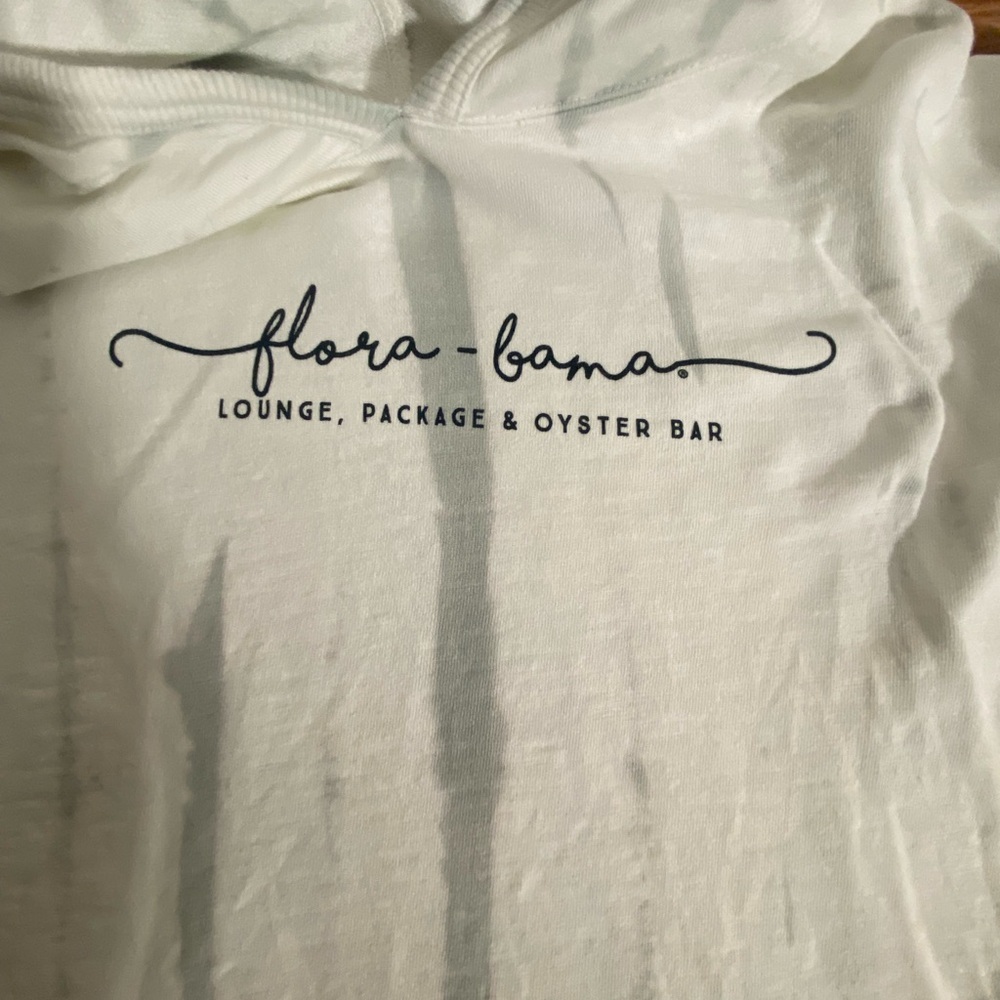 flora-bama®
LOUNGE, PACKAGE & OYSTER BAR